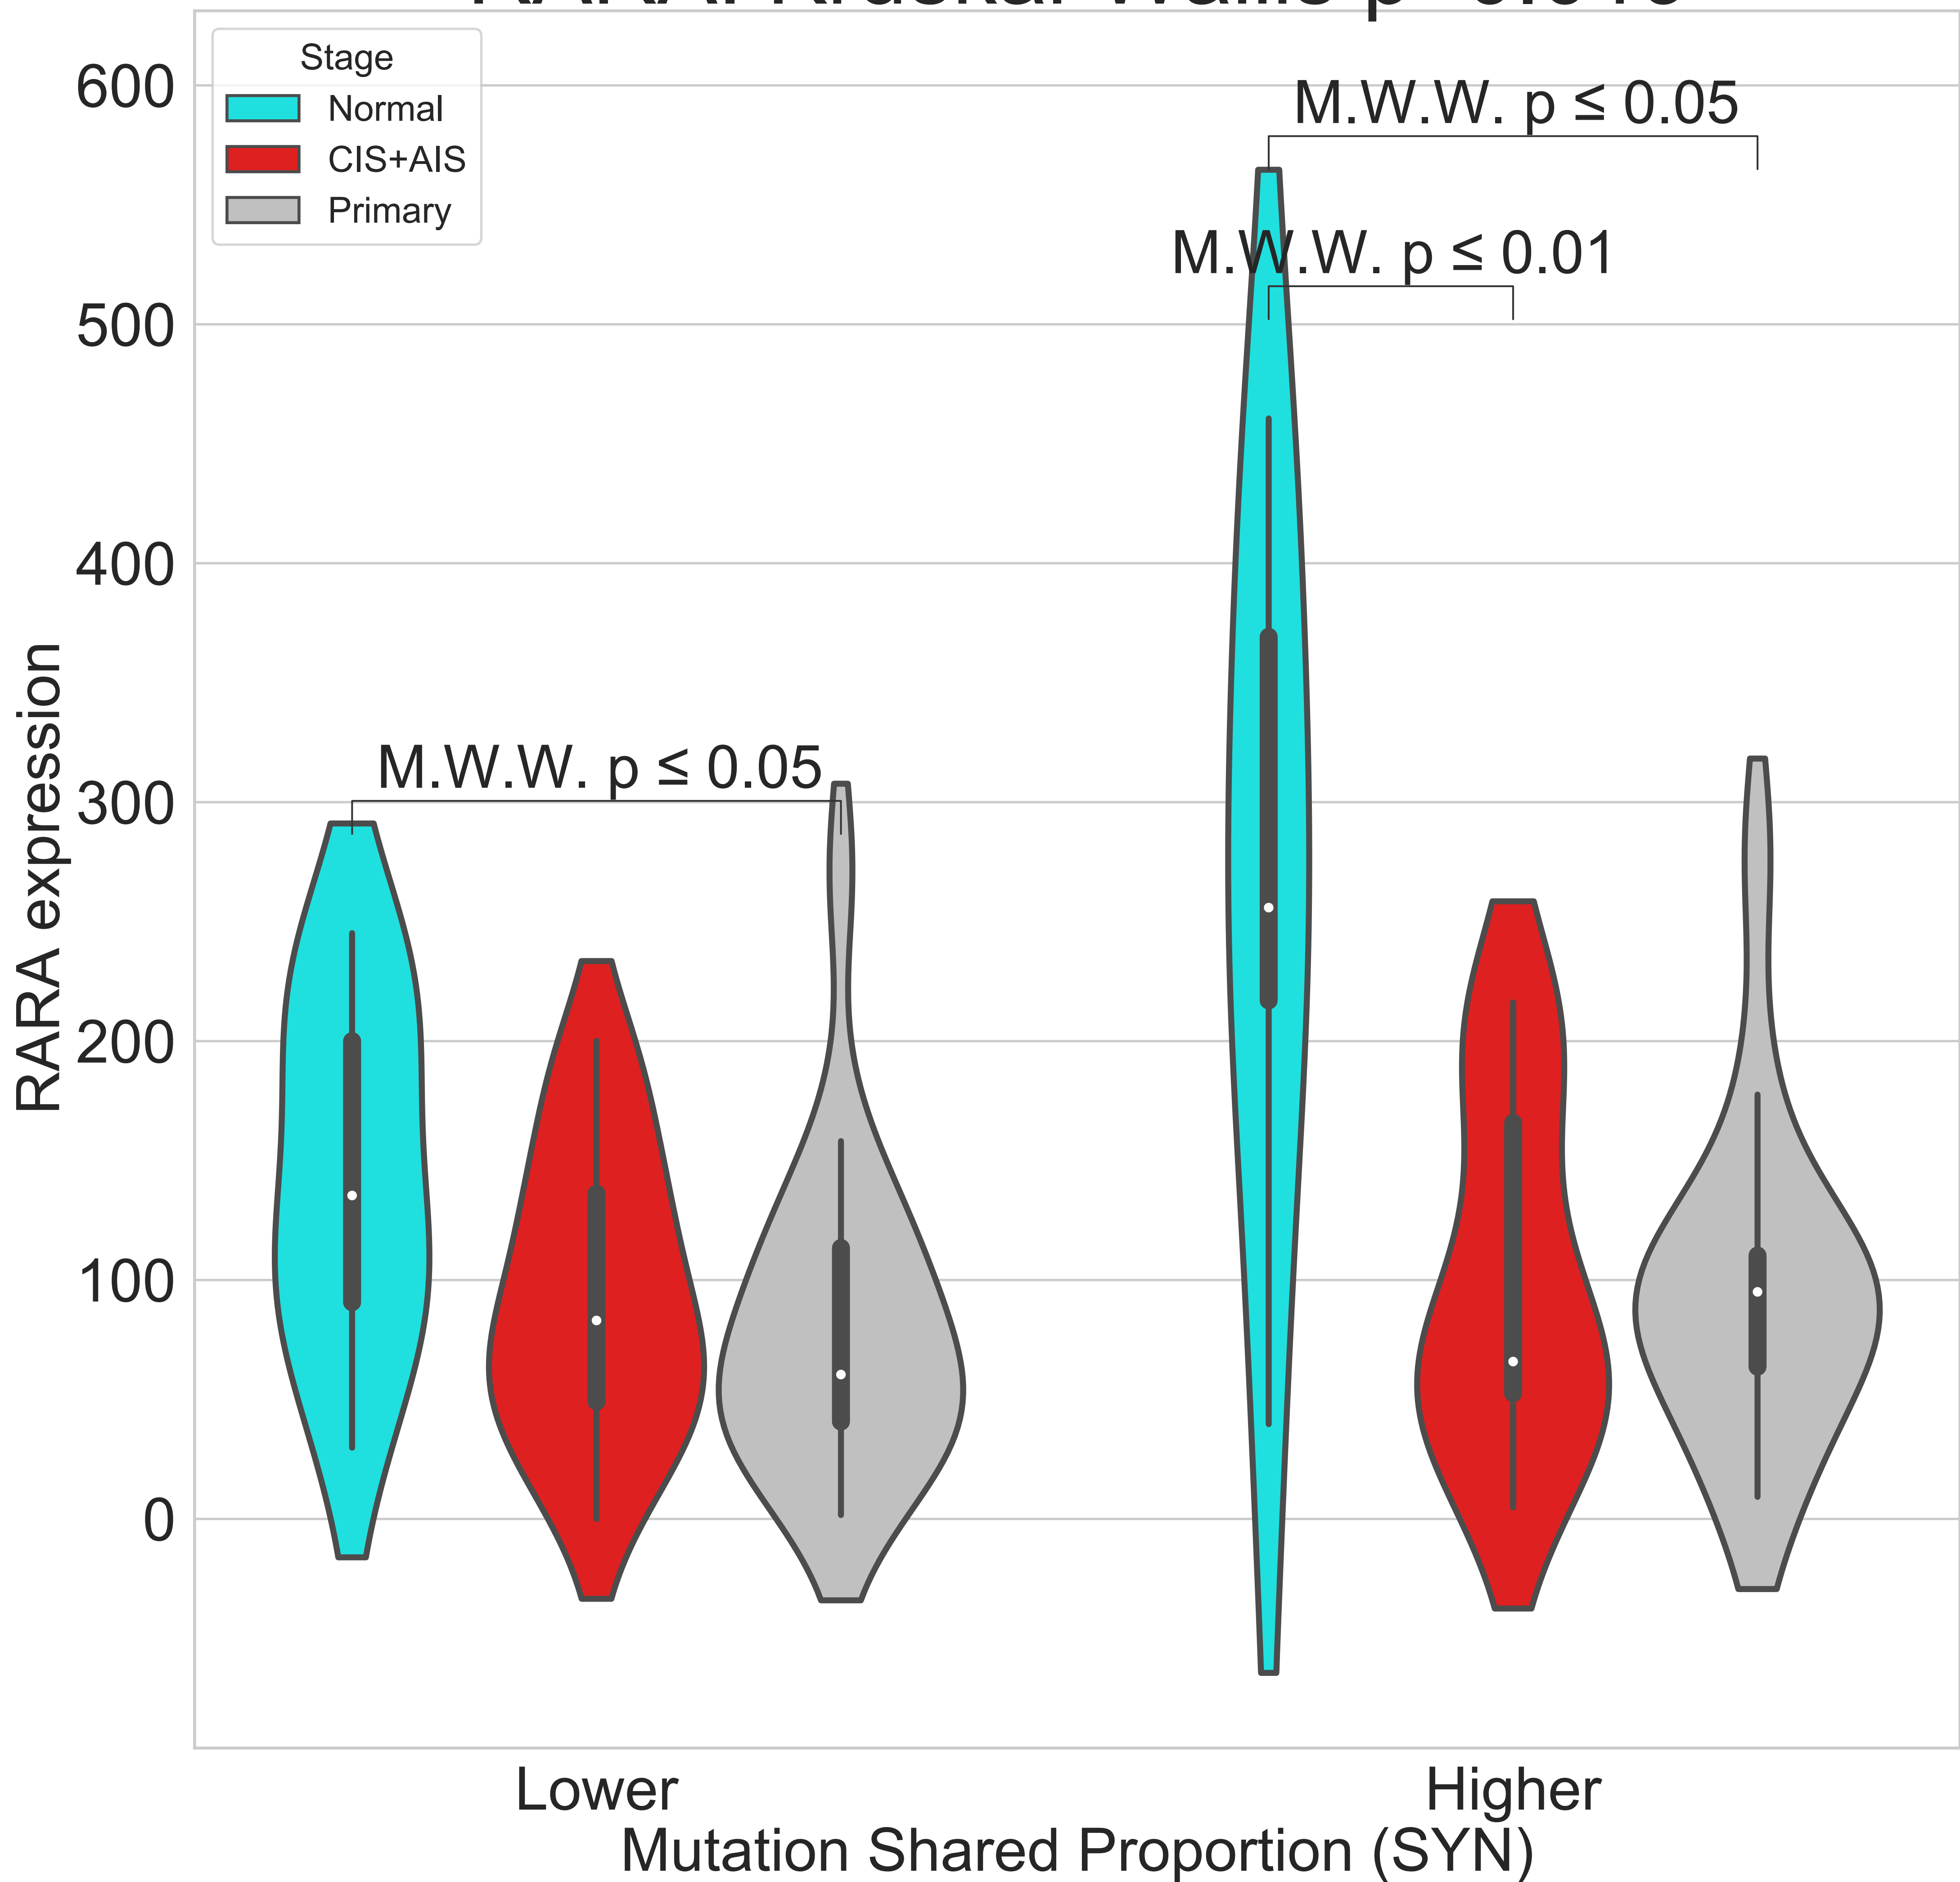 Stage
Normal
CIS+AIS
Primary
M.W.W. p ≤ 0.05
M.W.W. p ≤ 0.01
M.W.W. p ≤ 0.05
600
500
400
300
200
100
0
RARA expression
Lower
Higher
Mutation Shared Proportion (SYN)